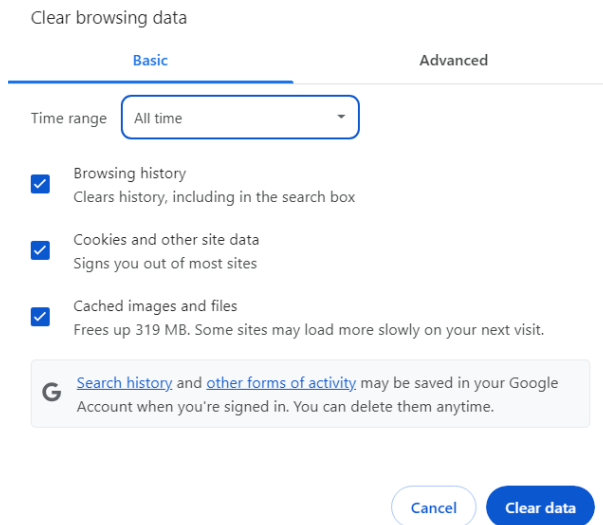 Clear browsing data
Basic
Advanced
Time range
All time
Browsing history
Clears history, including in the search box
Cookies and other site data
Signs you out of most sites
Cached images and files
Frees up 319 MB. Some sites may load more slowly on your next visit.
G
Search history and other forms of activity may be saved in your Google
Account when you're signed in. You can delete them anytime.
Cancel
Clear data